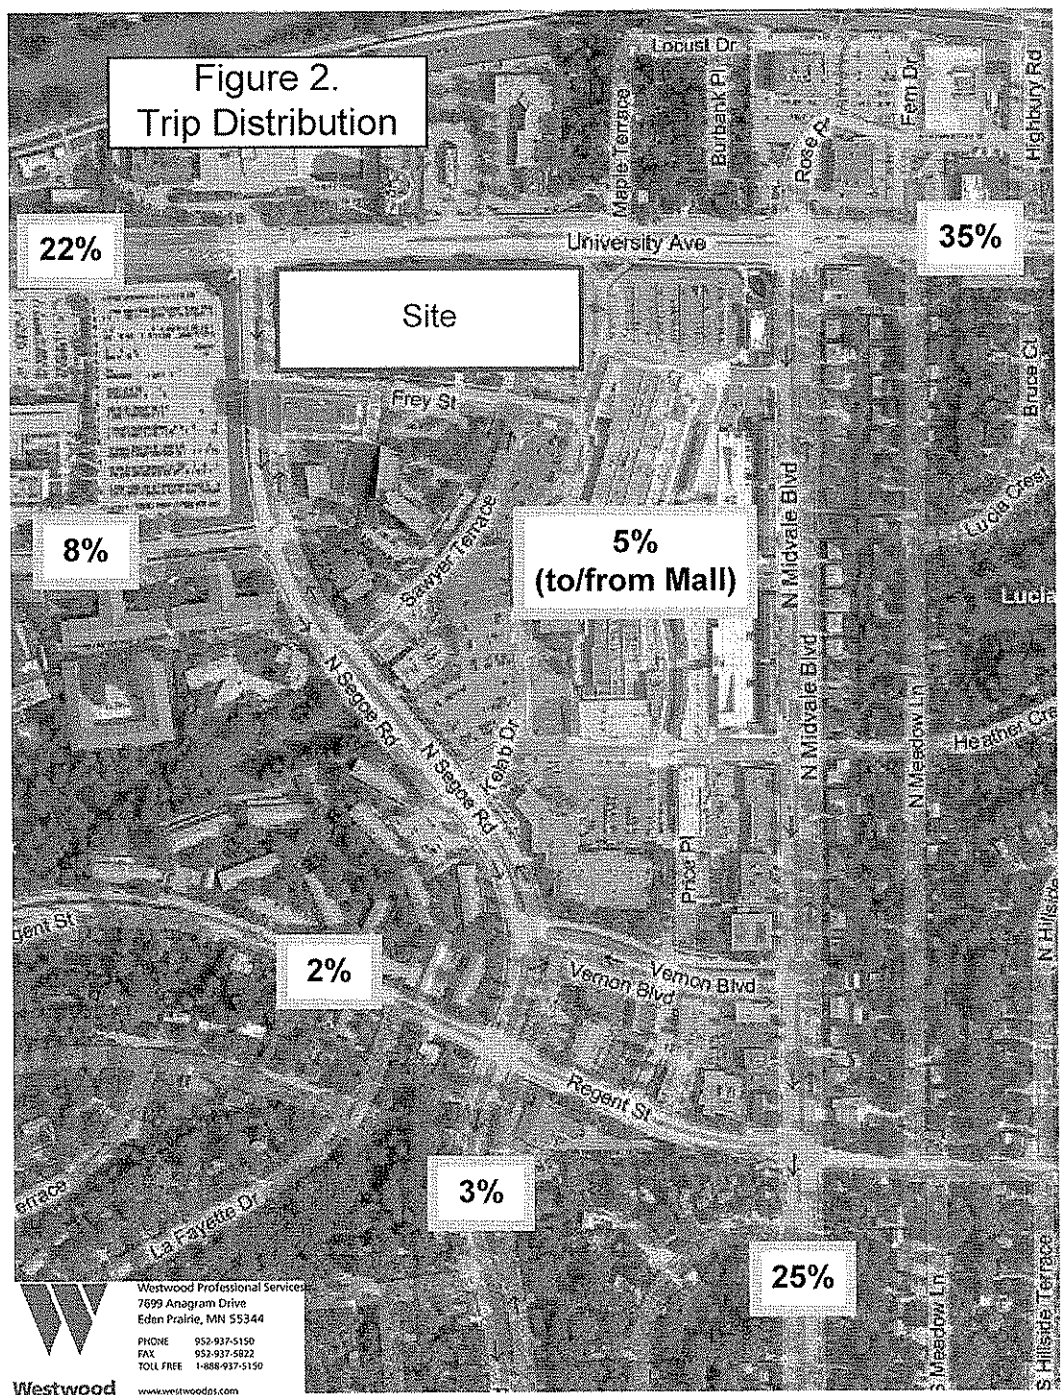 Figure 2.
Trip Distribution
Locust Dr
Maple Terrace
Burbank Pl
Rose Pl
Fern Dr
Highbury Rd
22%
University Ave
35%
Site
Frey St
Bruce Ct
N Midvale Blvd
Lucia Crest
Sawyer Terrace
8%
5%
(to/from Mall)
Lucia
N Segoe Rd
N Segoe Rd
Kelab Dr
N Midvale Blvd
N Meadow Ln
Heather Cr
Price Pl
N Hillside
gent St
2%
Vernon Blvd
Vernon Blvd
Regent St
3%
errace
La Fayette Dr
25%
S Meadow Ln
S Hillside Terrace
Westwood Professional Services
7699 Anagram Drive
Eden Prairie, MN 55344
PHONE 952-937-5150
FAX 952-937-5822
TOLL FREE 1-888-937-5150
www.westwoodps.com
Westwood